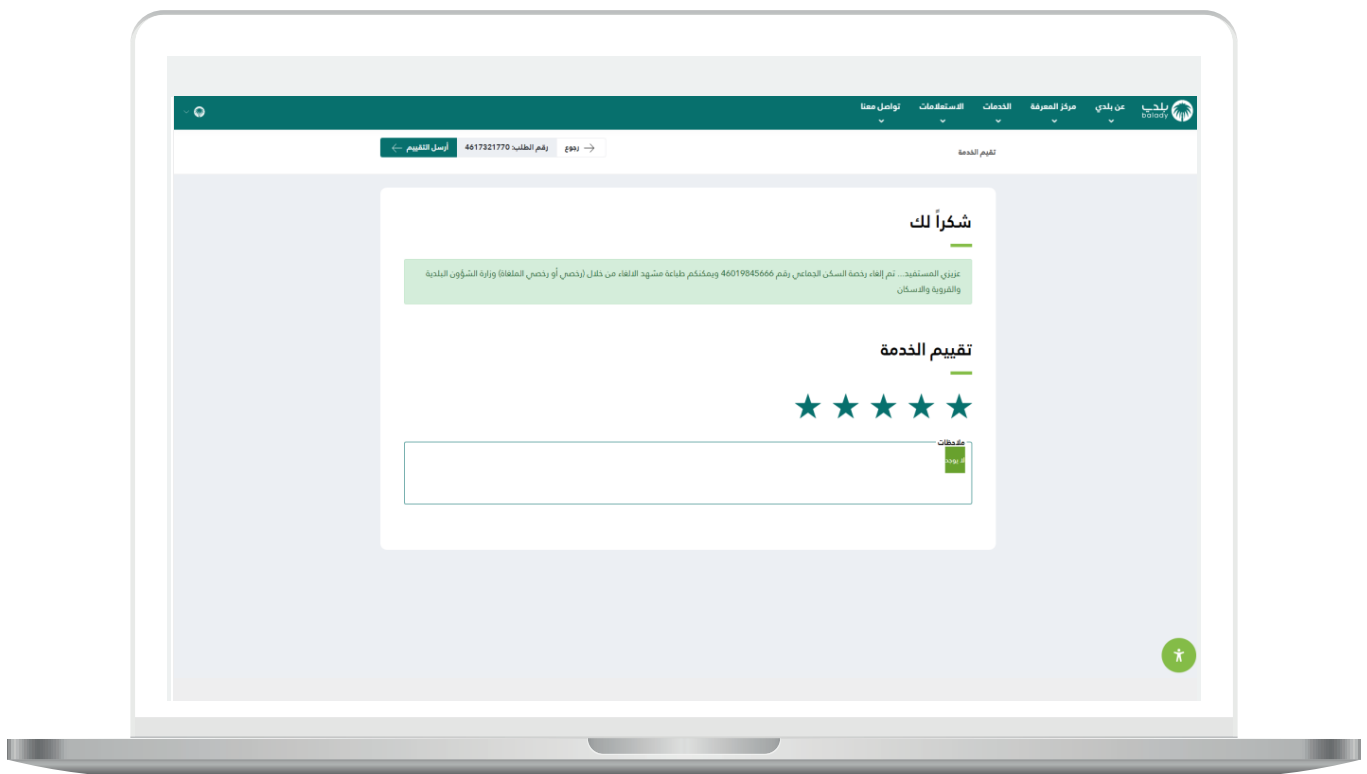 بلدي
balady
عن بلدي
مركز المعرفة
الخدمات
الاستعلامات
تواصل معنا
تقيم الخدمة
رجوع
رقم الطلب: 4617321770
أرسل التقييم
شكراً لك
عزيزي المستفيد... تم إلغاء رخصة السكن الجماعي رقم 46019845666 ويمكنكم طباعة مشهد الالغاء من خلال (رخصي أو رخصي الملغاة) وزارة الشؤون البلدية
والقروية والاسكان
تقييم الخدمة
ملاحظات
لا يوجد